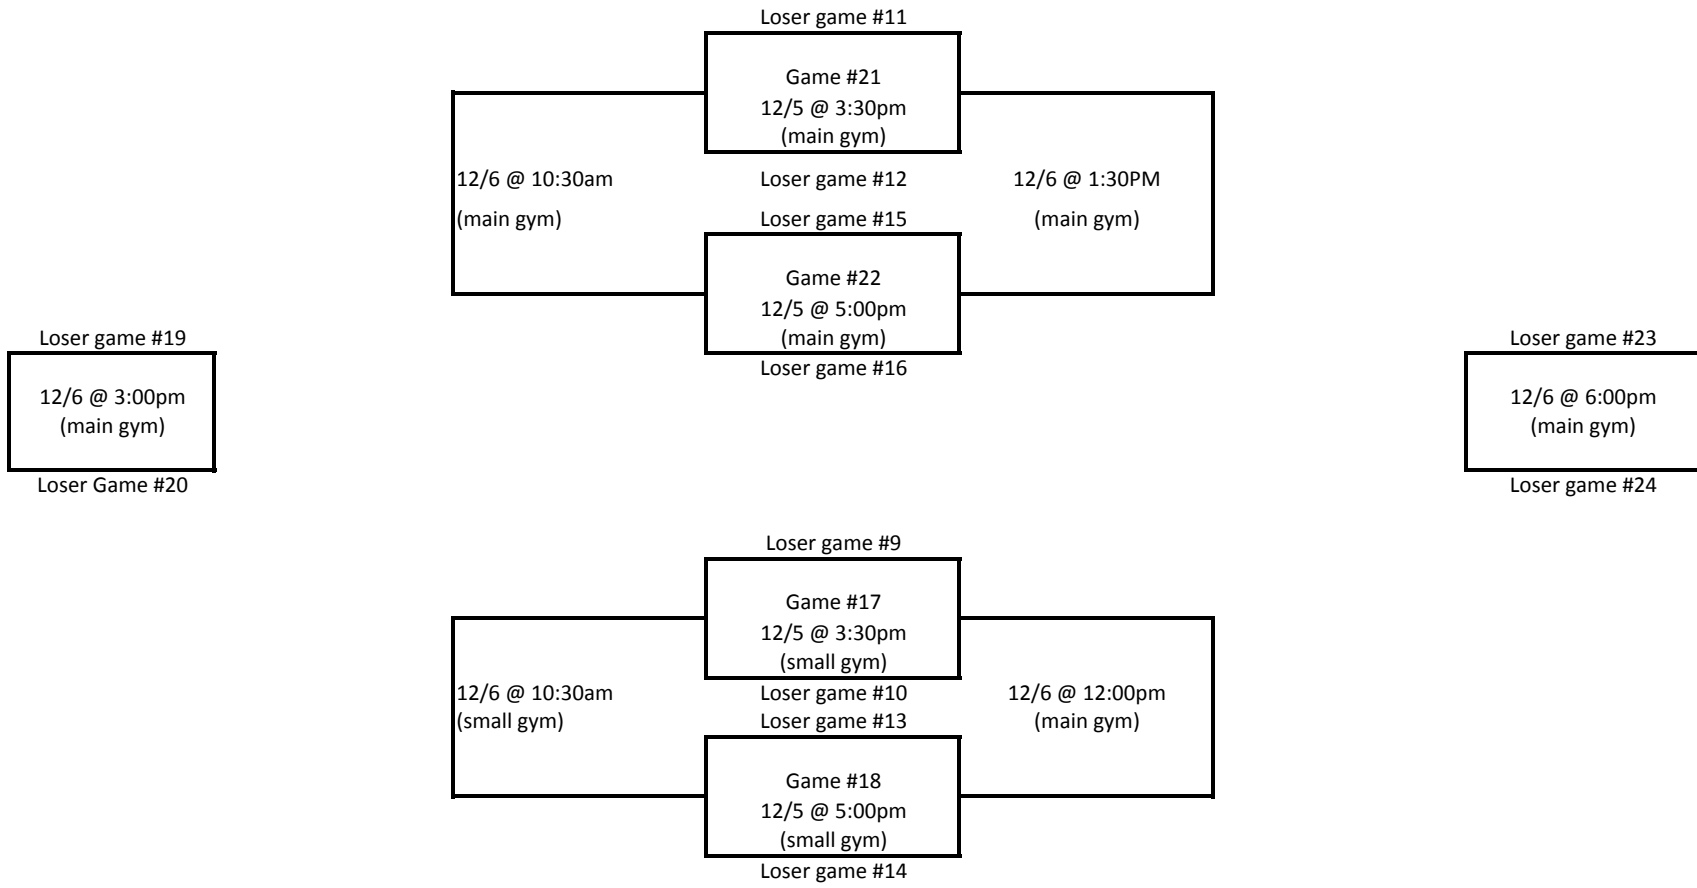 Loser game #11
Game #21
12/5 @ 3:30pm
(main gym)
12/6 @ 10:30am
Loser game #12
12/6 @ 1:30PM
(main gym)
Loser game #15
(main gym)
Game #22
12/5 @ 5:00pm
(main gym)
Loser game #16
Loser game #19
12/6 @ 3:00pm
(main gym)
Loser Game #20
Loser game #23
12/6 @ 6:00pm
(main gym)
Loser game #24
Loser game #9
Game #17
12/5 @ 3:30pm
(small gym)
12/6 @ 10:30am
Loser game #10
12/6 @ 12:00pm
(small gym)
Loser game #13
(main gym)
Game #18
12/5 @ 5:00pm
(small gym)
Loser game #14